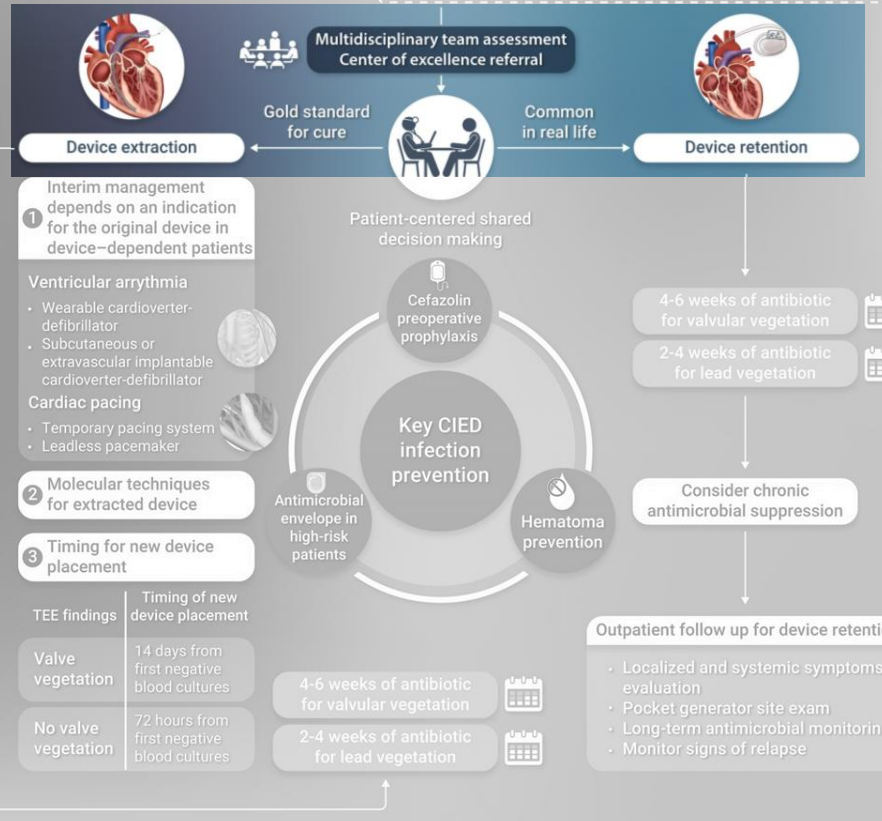 Multidisciplinary team assessment
Center of excellence referral
Gold standard
for cure
Common
in real life
Device extraction
Device retention
Patient-centered shared
decision making
1
Interim management
depends on an indication
for the original device in
device–dependent patients
Ventricular arrythmia
• Wearable cardioverter-
defibrillator
• Subcutaneous or
extravascular implantable
cardioverter-defibrillator
Cardiac pacing
• Temporary pacing system
• Leadless pacemaker
2
Molecular techniques
for extracted device
3
Timing for new device
placement
TEE findings
Timing of new
device placement
Valve
vegetation
14 days from
first negative
blood cultures
No valve
vegetation
72 hours from
first negative
blood cultures
Cefazolin
preoperative
prophylaxis
Key CIED
infection
prevention
Antimicrobial
envelope in
high-risk
patients
Hematoma
prevention
4-6 weeks of antibiotic
for valvular vegetation
2-4 weeks of antibiotic
for lead vegetation
4-6 weeks of antibiotic
for valvular vegetation
2-4 weeks of antibiotic
for lead vegetation
Consider chronic
antimicrobial suppression
Outpatient follow up for device retenti
• Localized and systemic symptoms
evaluation
• Pocket generator site exam
• Long-term antimicrobial monitorin
• Monitor signs of relapse